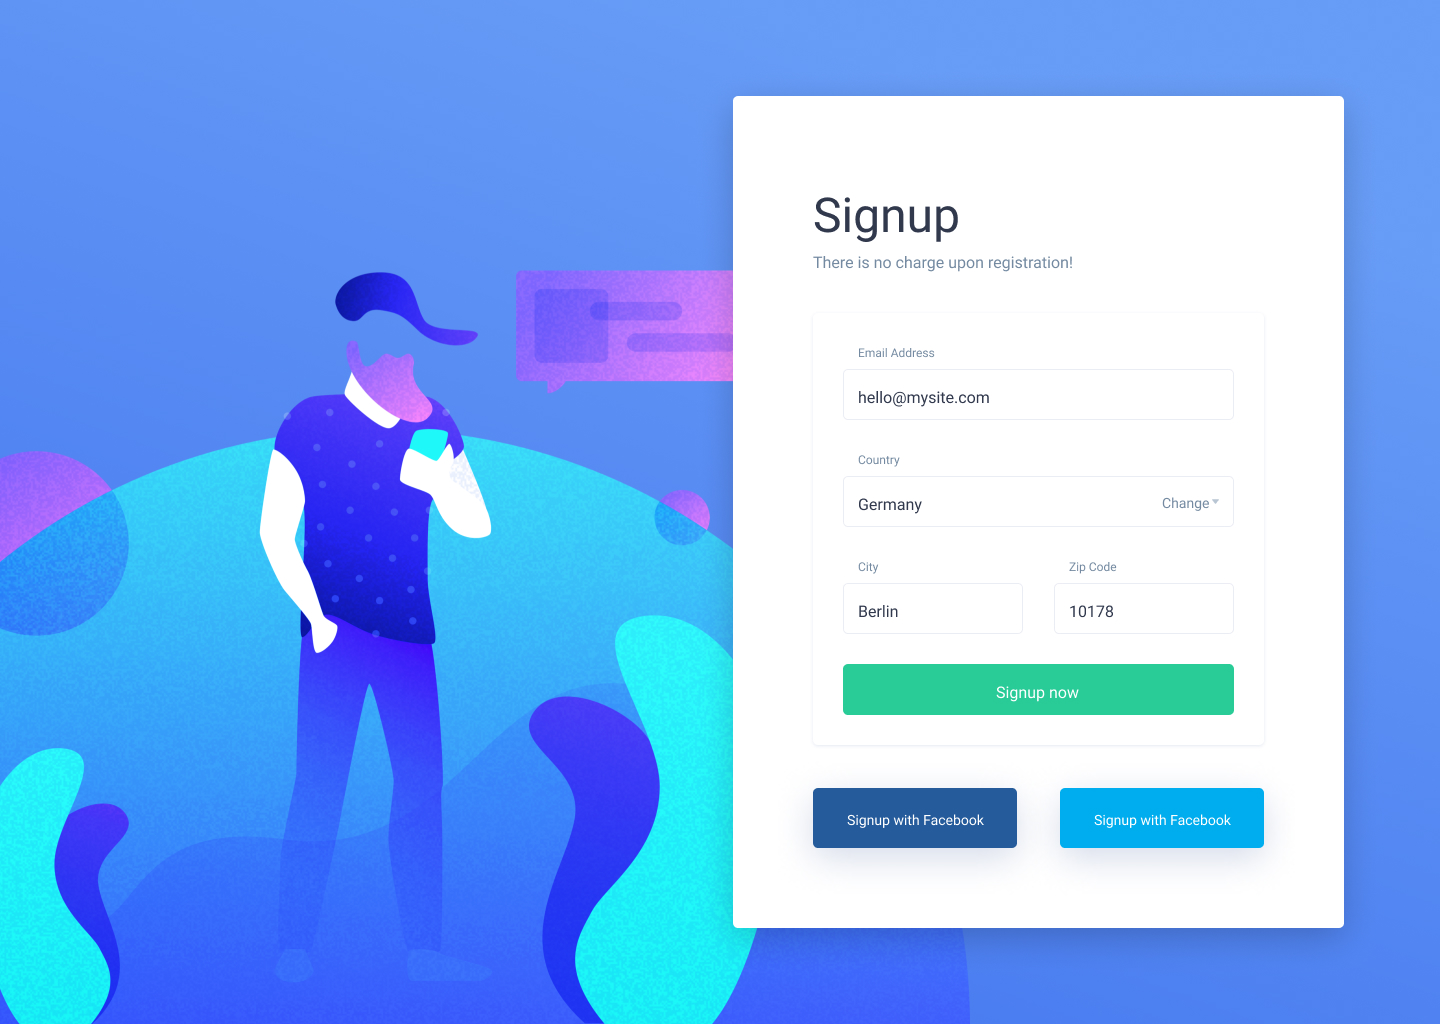 Signup
There is no charge upon registration!
Email Address
hello@mysite.com
Country
Germany Change
City Zip Code
Berlin 10178
Signup now
Signup with Facebook Signup with Facebook